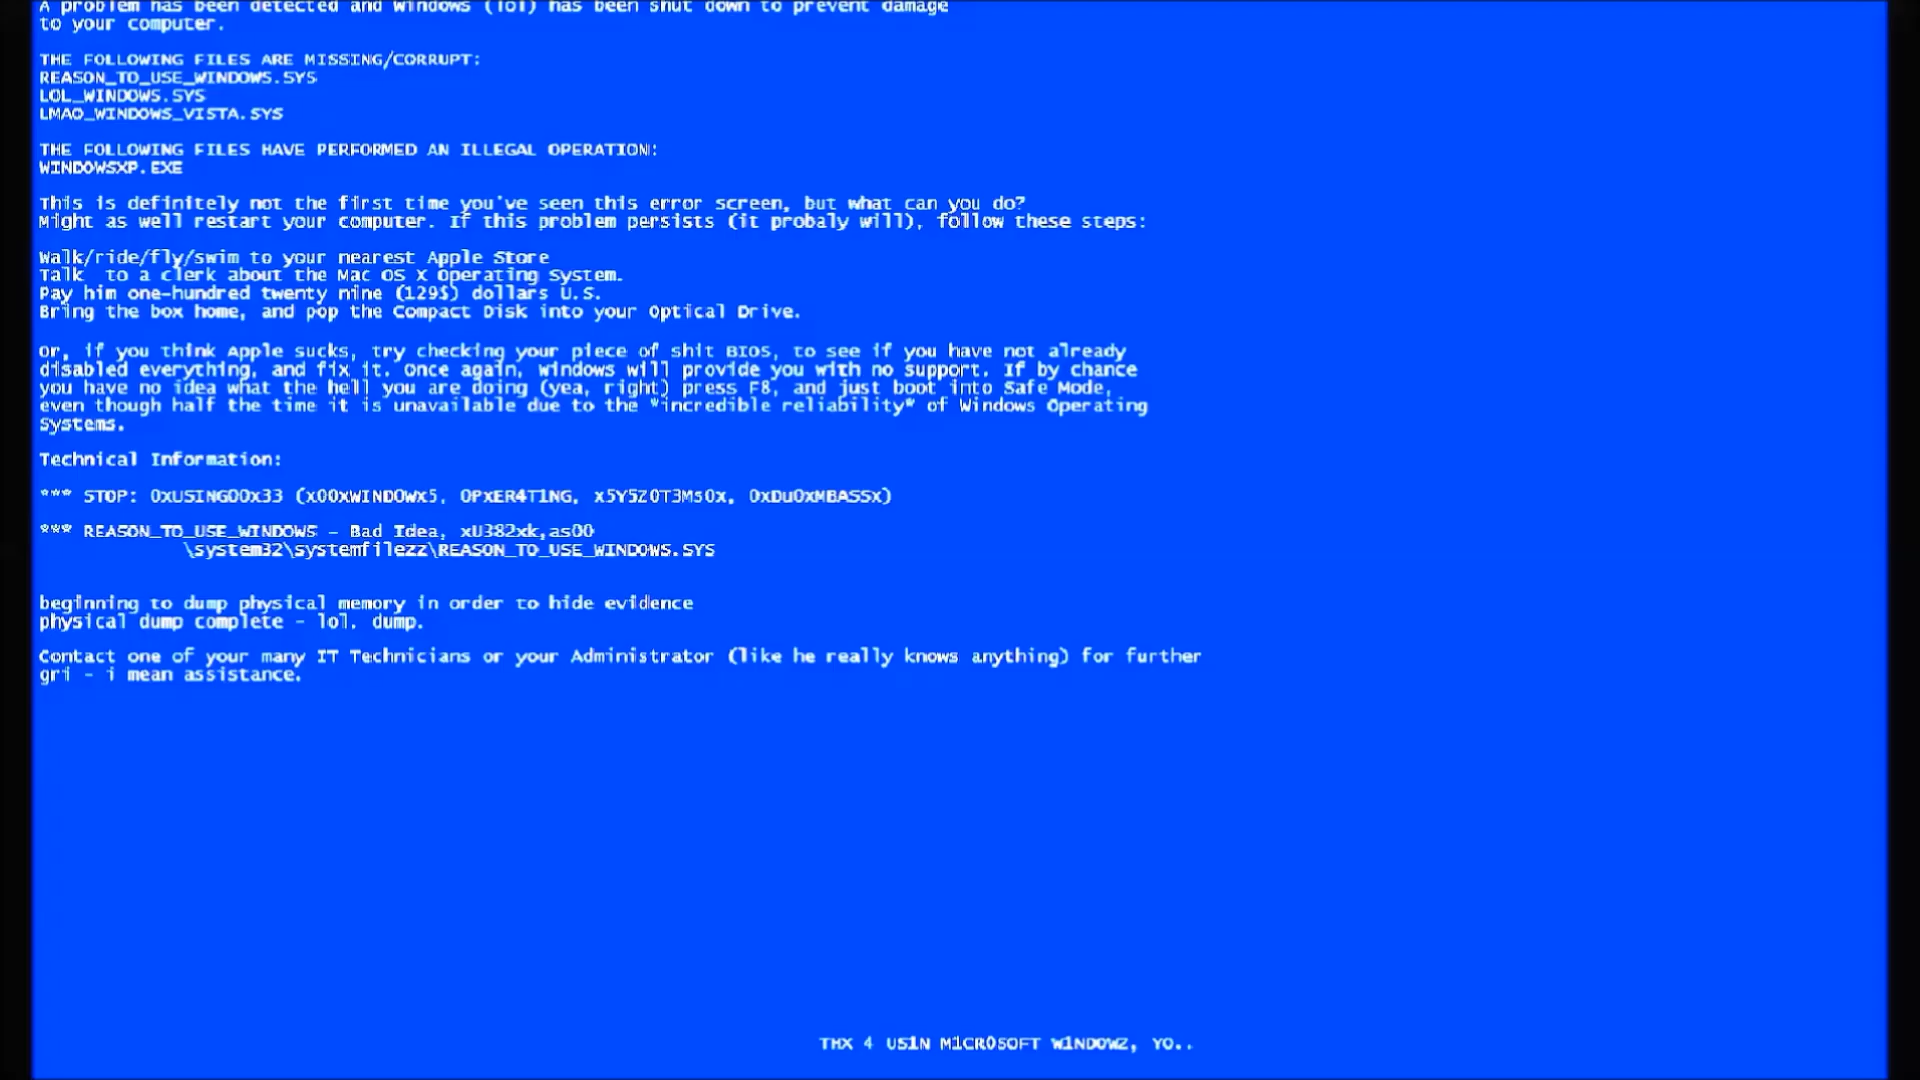 A problem has been detected and windows (lol) has been shut down to prevent damage
to your computer.
THE FOLLOWING FILES ARE MISSING/CORRUPT:
REASON_TO_USE_WINDOWS.SYS
LOL_WINDOWS.SYS
LMAO_WINDOWS_VISTA.SYS
THE FOLLOWING FILES HAVE PERFORMED AN ILLEGAL OPERATION:
WINDOWSXP.EXE
This is definitely not the first time you've seen this error screen, but what can you do?
Might as well restart your computer. If this problem persists (it probaly will), follow these steps:
Walk/ride/fly/swim to your nearest Apple Store
Talk  to a clerk about the Mac OS X Operating System.
Pay him one-hundred twenty nine (129$) dollars U.S.
Bring the box home, and pop the Compact Disk into your Optical Drive.
Or, if you think Apple sucks, try checking your piece of shit BIOS, to see if you have not already
disabled everything, and fix it. Once again, windows will provide you with no support. If by chance
you have no idea what the hell you are doing (yea, right) press F8, and just boot into Safe Mode,
even though half the time it is unavailable due to the *incredible reliability* of Windows Operating
Systems.
Technical Information:
*** STOP: 0xUSING00x33 (x00xWIND0Wx5, 0PxER4T1NG, x5Y5Z0T3Ms0x, 0xDu0xMBASSx)
*** REASON_TO_USE_WINDOWS - Bad Idea, xU382xk,as00
\system32\systemfilezz\REASON_TO_USE_WINDOWS.SYS
beginning to dump physical memory in order to hide evidence
physical dump complete - lol. dump.
Contact one of your many IT Technicians or your Administrator (like he really knows anything) for further
gri - i mean assistance.
THX 4 US1N M1CR0S0FT W1ND0WZ, YO..